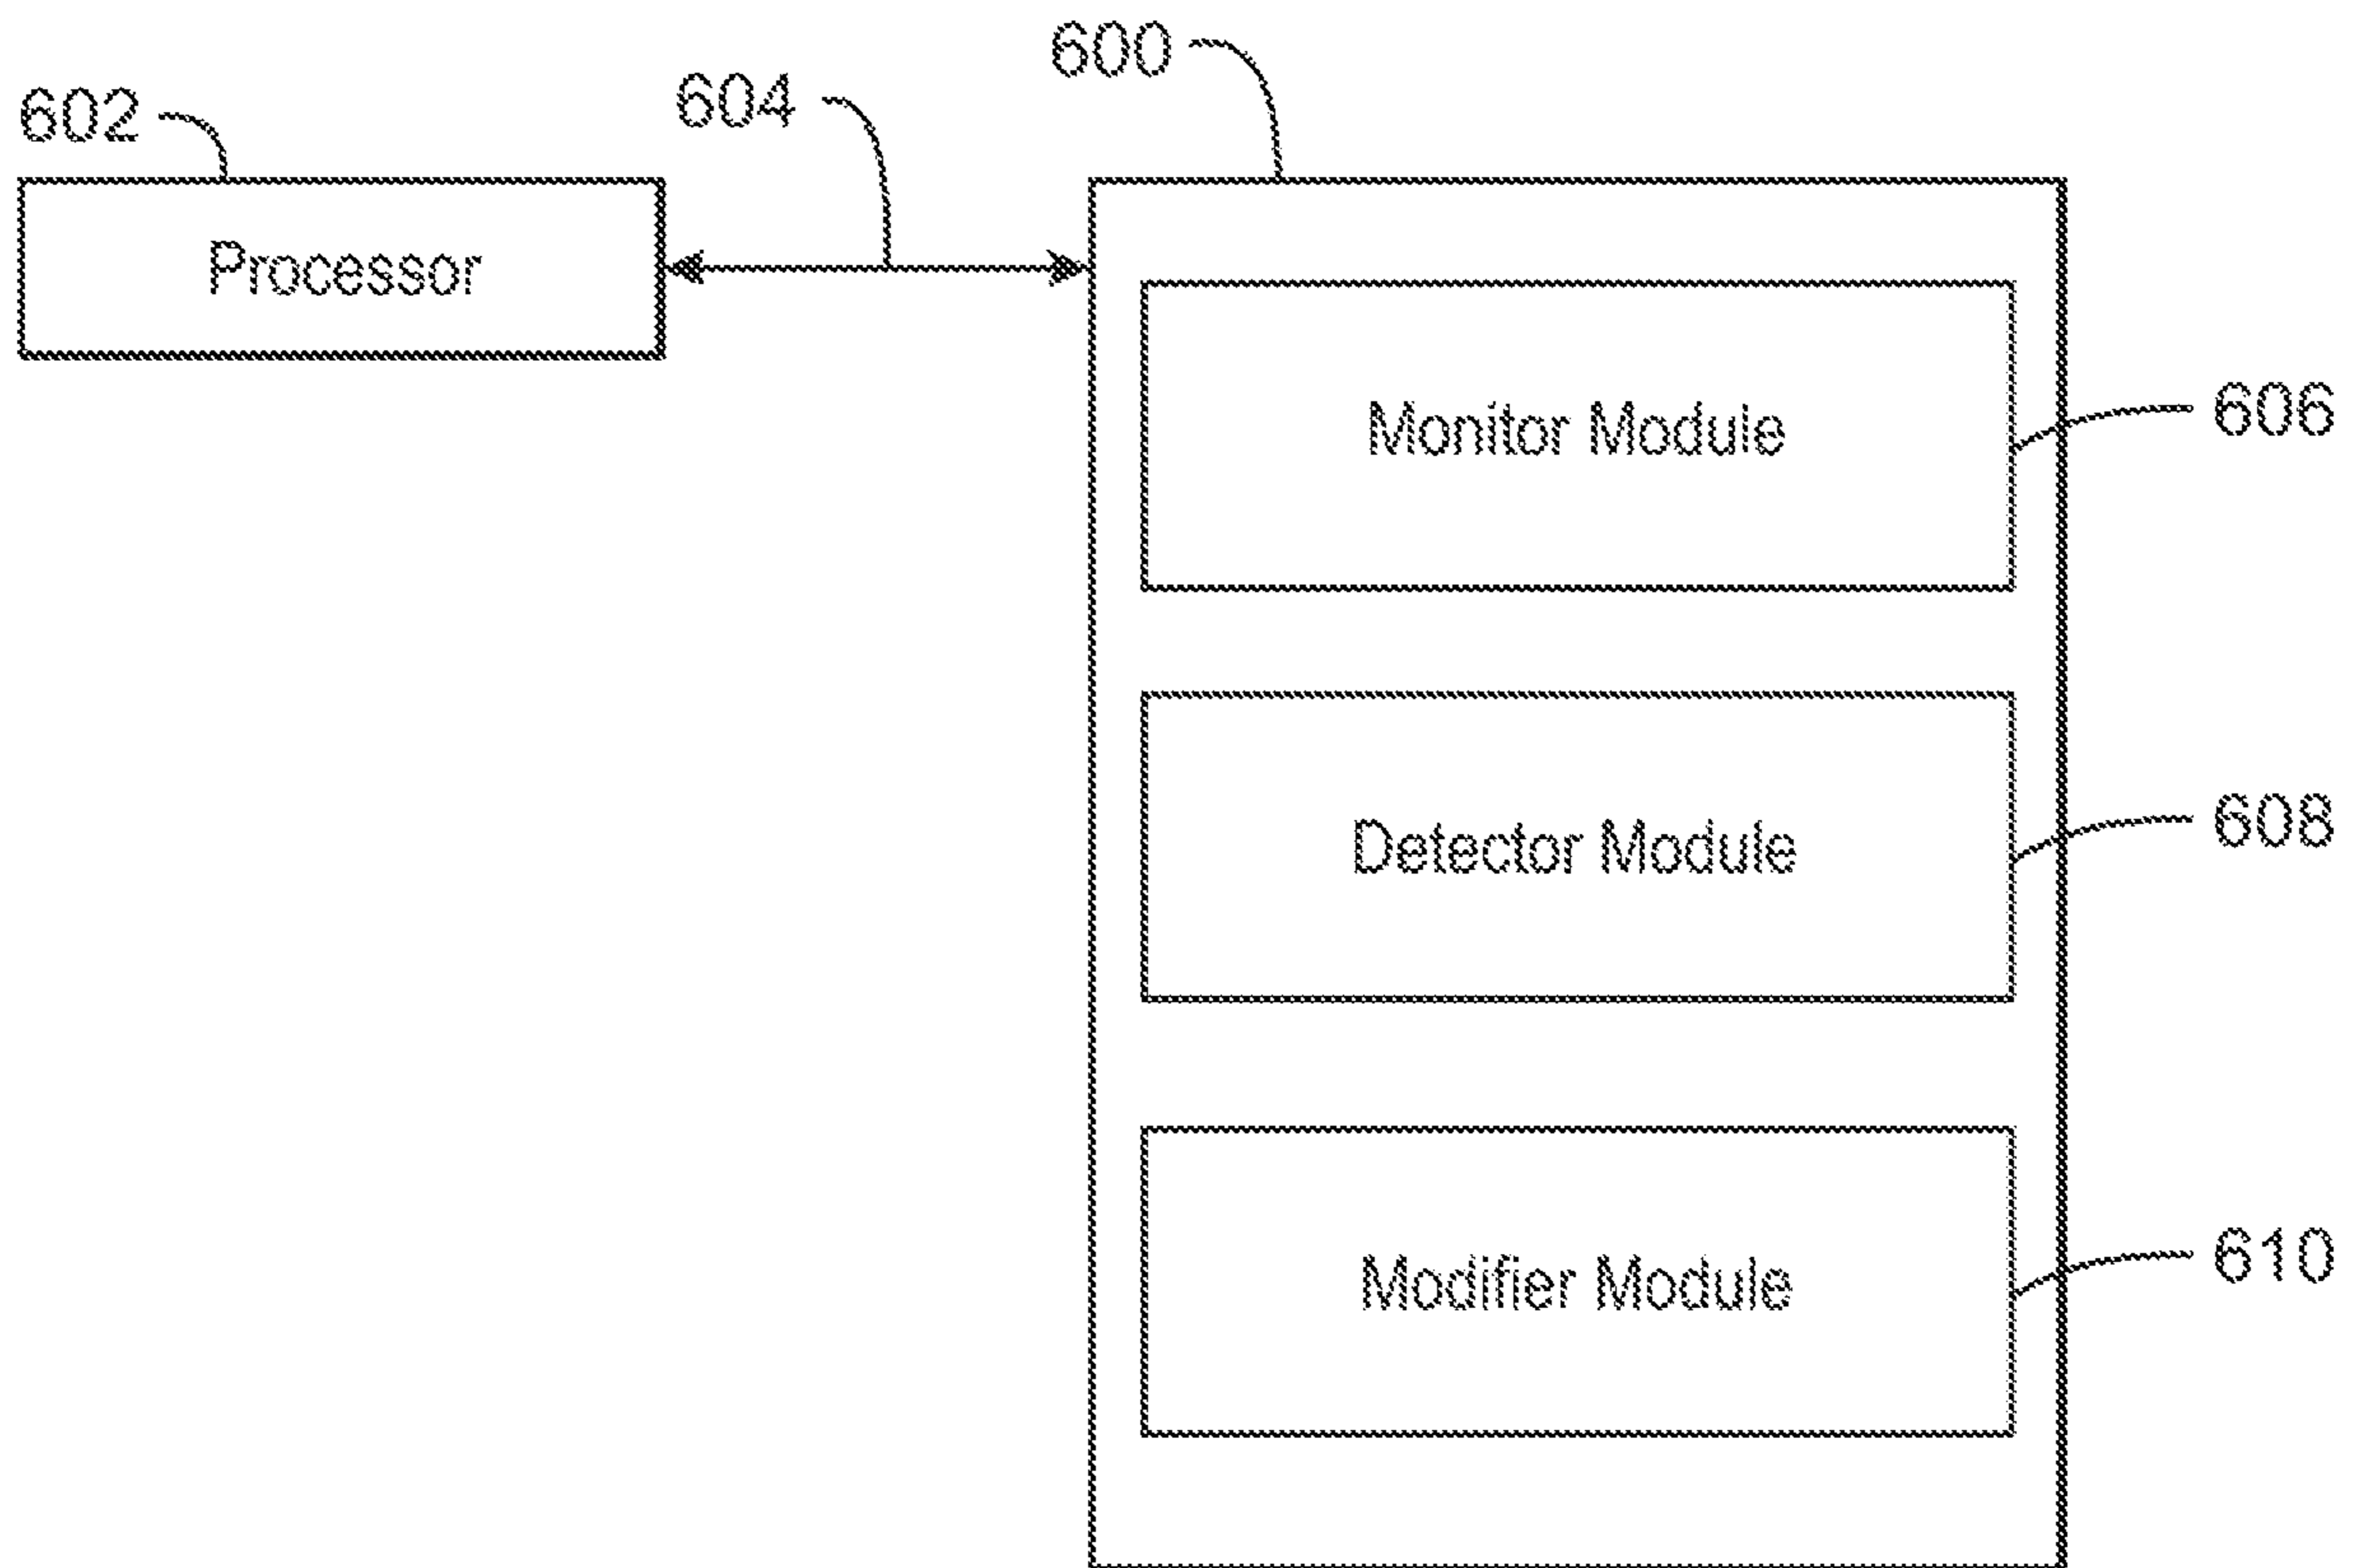 600
604
602
Processor
Monitor Module
606
Detector Module
608
Modifier Module
610